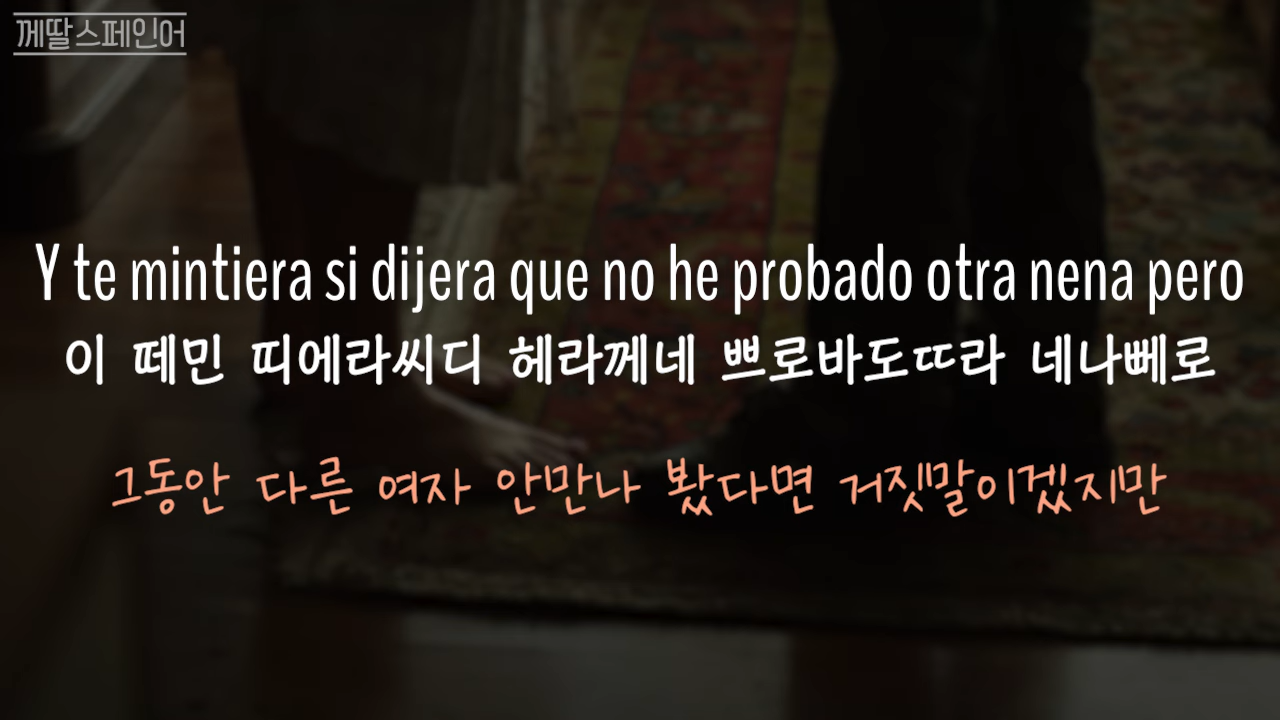 께딸스페인어
Y te mintiera si dijera que no he probado otra nena pero
이 떼민 띠에라씨디 헤라께네 쁘로바도뜨라 네나뻬로
그동안 다른 여자 안만나 봤다면 거짓말이겠지만